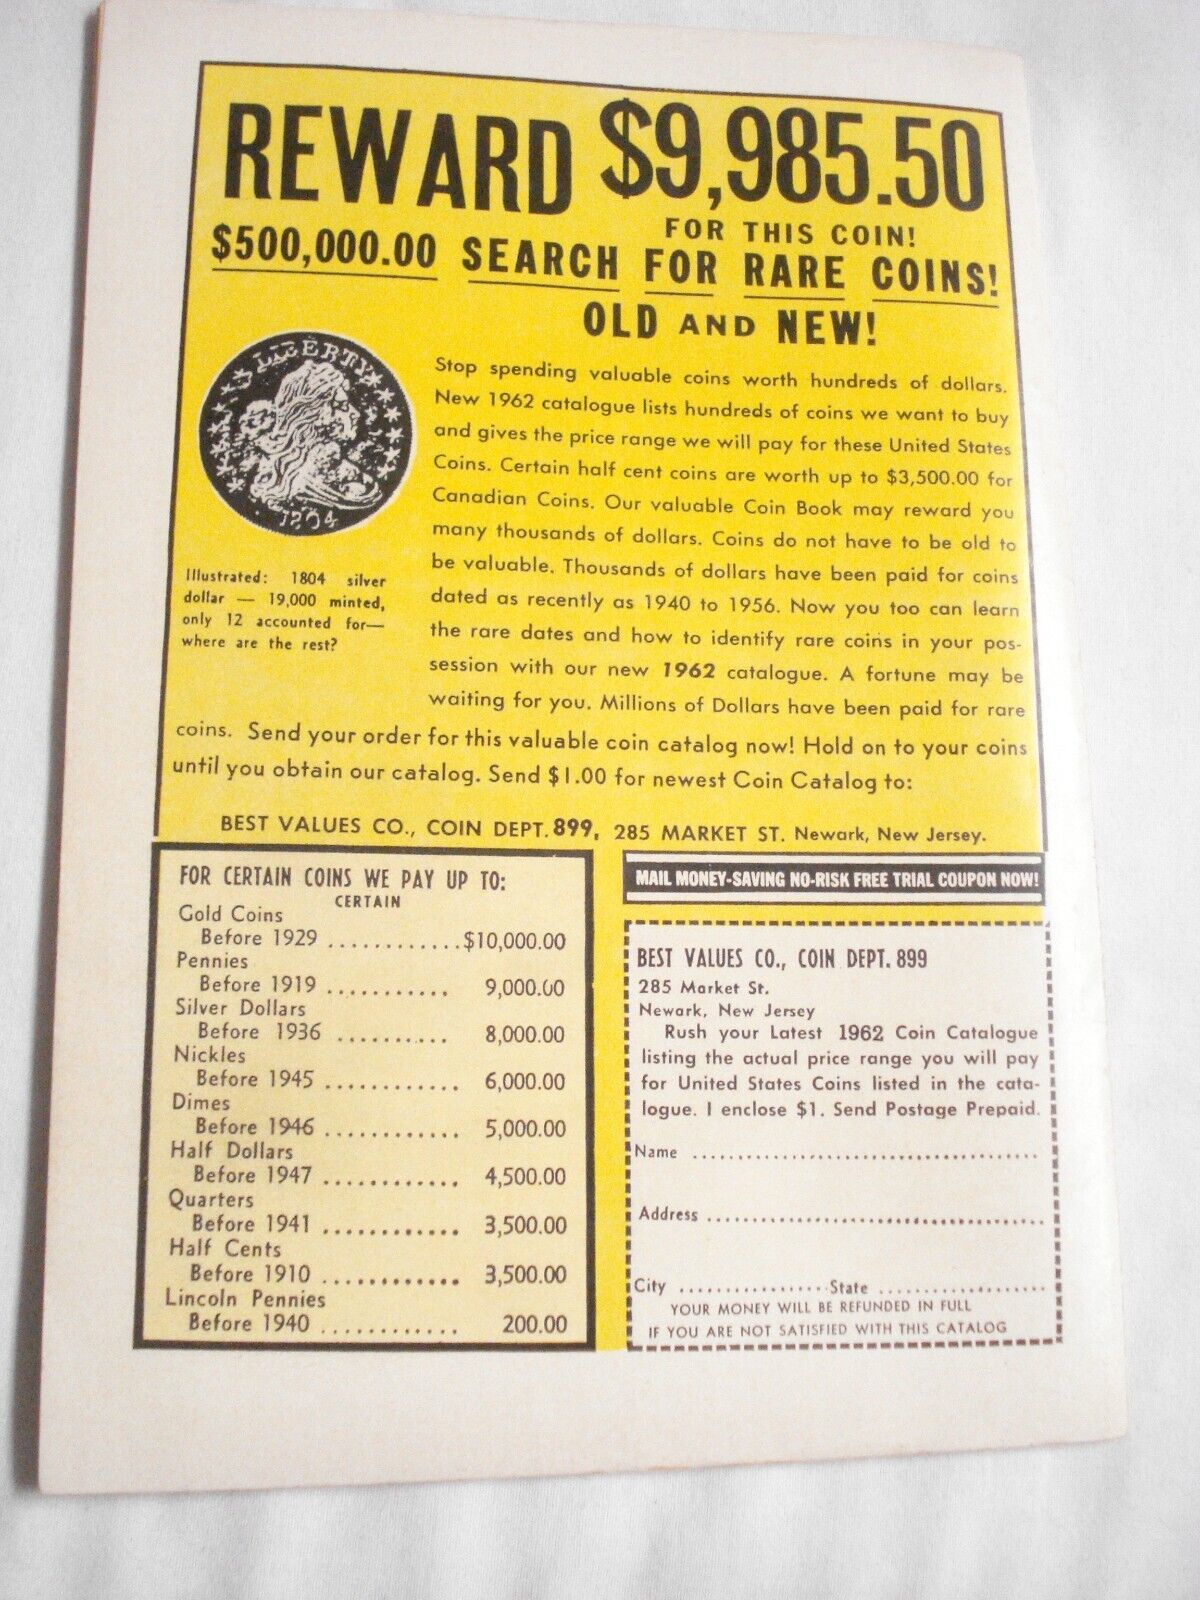 REWARD $9,985.50
FOR THIS COIN!
$500,000.00 SEARCH FOR RARE COINS!
OLD AND NEW!
LIBERTY
1804
Illustrated: 1804 silver
dollar — 19,000 minted,
only 12 accounted for—
where are the rest?
Stop spending valuable coins worth hundreds of dollars.
New 1962 catalogue lists hundreds of coins we want to buy
and gives the price range we will pay for these United States
Coins. Certain half cent coins are worth up to $3,500.00 for
Canadian Coins. Our valuable Coin Book may reward you
many thousands of dollars. Coins do not have to be old to
be valuable. Thousands of dollars have been paid for coins
dated as recently as 1940 to 1956. Now you too can learn
the rare dates and how to identify rare coins in your pos-
session with our new 1962 catalogue. A fortune may be
waiting for you. Millions of Dollars have been paid for rare
coins. Send your order for this valuable coin catalog now! Hold on to your coins
until you obtain our catalog. Send $1.00 for newest Coin Catalog to:
BEST VALUES CO., COIN DEPT. 899, 285 MARKET ST. Newark, New Jersey.
FOR CERTAIN COINS WE PAY UP TO:
CERTAIN
Gold Coins
Before 1929 ............$10,000.00
Pennies
Before 1919 ........... 9,000.00
Silver Dollars
Before 1936 .......... 8,000.00
Nickles
Before 1945 ............ 6,000.00
Dimes
Before 1946 ............ 5,000.00
Half Dollars
Before 1947 ............ 4,500.00
Quarters
Before 1941 ............ 3,500.00
Half Cents
Before 1910 ............ 3,500.00
Lincoln Pennies
Before 1940 ............ 200.00
MAIL MONEY-SAVING NO-RISK FREE TRIAL COUPON NOW!
BEST VALUES CO., COIN DEPT. 899
285 Market St.
Newark, New Jersey
Rush your Latest 1962 Coin Catalogue
listing the actual price range you will pay
for United States Coins listed in the cata-
logue. I enclose $1. Send Postage Prepaid.
Name ....................................
Address ....................................
City ................ State ....................
YOUR MONEY WILL BE REFUNDED IN FULL
IF YOU ARE NOT SATISFIED WITH THIS CATALOG